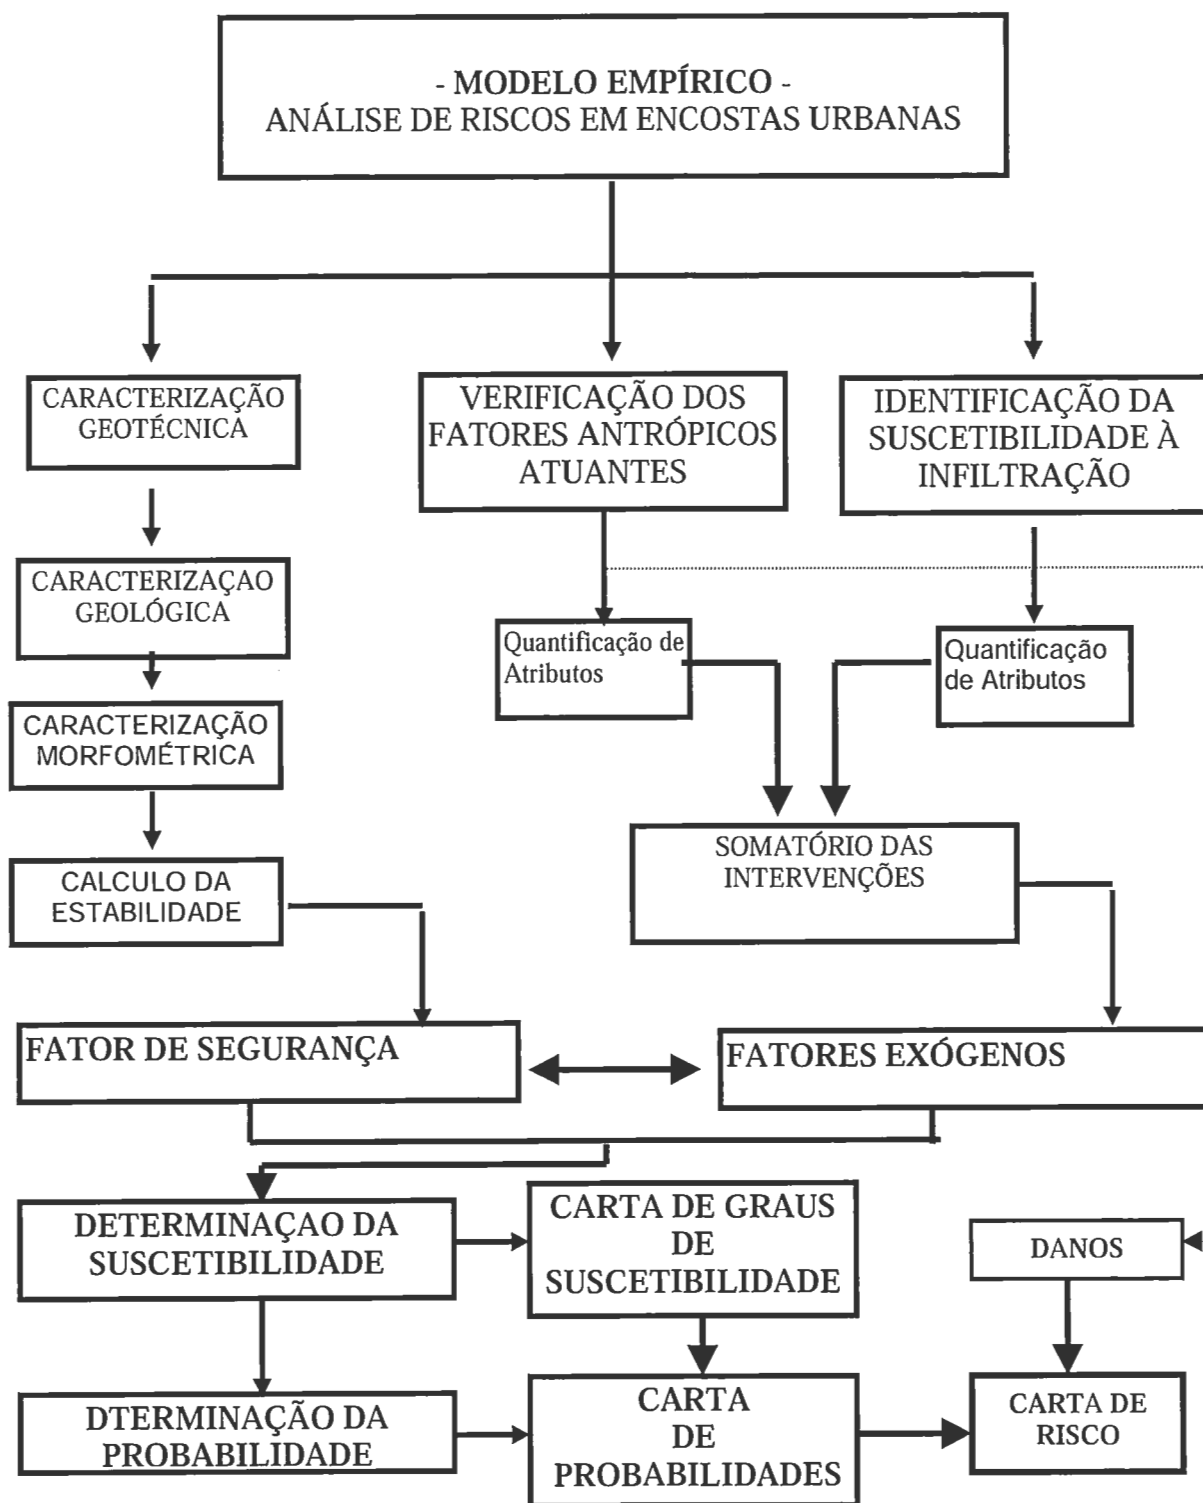 - MODELO EMPÍRICO -
ANÁLISE DE RISCOS EM ENCOSTAS URBANAS
CARACTERIZAÇÃO
GEOTÉCNICA
VERIFICAÇÃO DOS
FATORES ANTRÓPICOS
ATUANTES
IDENTIFICAÇÃO DA
SUSCETIBILIDADE À
INFILTRAÇÃO
CARACTERIZAÇAO
GEOLÓGICA
Quantificação de
Atributos
Quantificação
de Atributos
CARACTERIZAÇÃO
MORFOMÉTRICA
CALCULO DA
ESTABILIDADE
SOMATÓRIO DAS
INTERVENÇÕES
FATOR DE SEGURANÇA
FATORES EXÓGENOS
DETERMINAÇAO DA
SUSCETIBILIDADE
CARTA DE GRAUS
DE
SUSCETIBILIDADE
DANOS
DTERMINAÇÃO DA
PROBABILIDADE
CARTA
DE
PROBABILIDADES
CARTA DE
RISCO